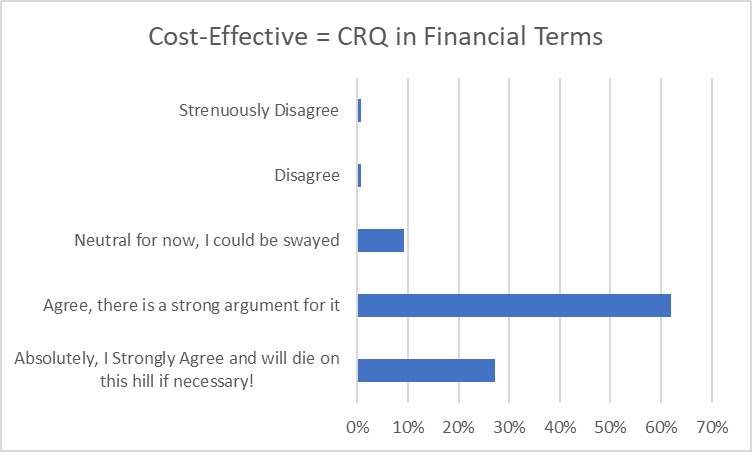 Cost-Effective = CRQ in Financial Terms
Strenuously Disagree
Disagree
Neutral for now, I could be swayed
Agree, there is a strong argument for it
Absolutely, I Strongly Agree and will die on
this hill if necessary!
0% 10% 20% 30% 40% 50% 60% 70%